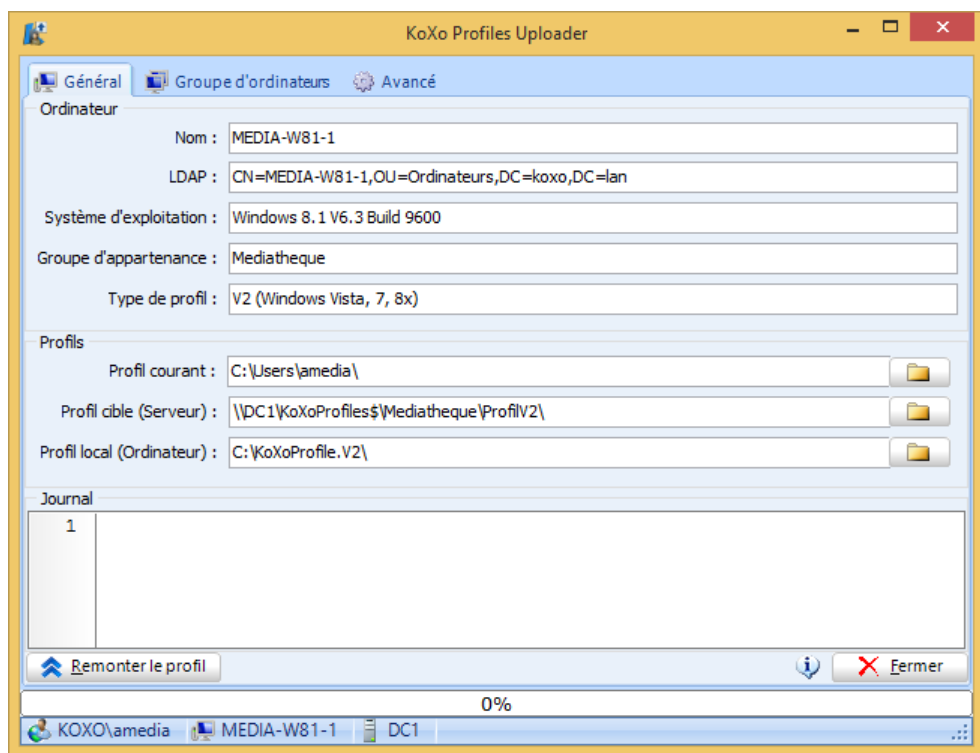 KoXo Profiles Uploader
Général Groupe d'ordinateurs Avancé
Ordinateur
Nom : MEDIA-W81-1
LDAP : CN=MEDIA-W81-1,OU=Ordinateurs,DC=koxo,DC=lan
Système d'exploitation : Windows 8.1 V6.3 Build 9600
Groupe d'appartenance : Mediatheque
Type de profil : V2 (Windows Vista, 7, 8x)
Profils
Profil courant : C:\Users\amedia\
Profil cible (Serveur) : \\DC1\KoXoProfiles$\Mediatheque\ProfilV2\
Profil local (Ordinateur) : C:\KoXoProfile.V2\
Journal
1
Remonter le profil Fermer
0%
KOXO\amedia MEDIA-W81-1 DC1